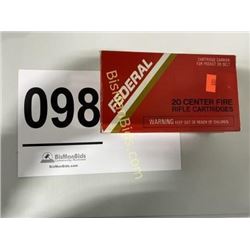 098
BisManBids
BisManBids.com
FEDERAL
CARTRIDGE CARRIER
FOR POCKET OR BELT
20 CENTER FIRE
RIFLE CARTRIDGES
WARNING KEEP OUT OF REACH OF CHILDREN